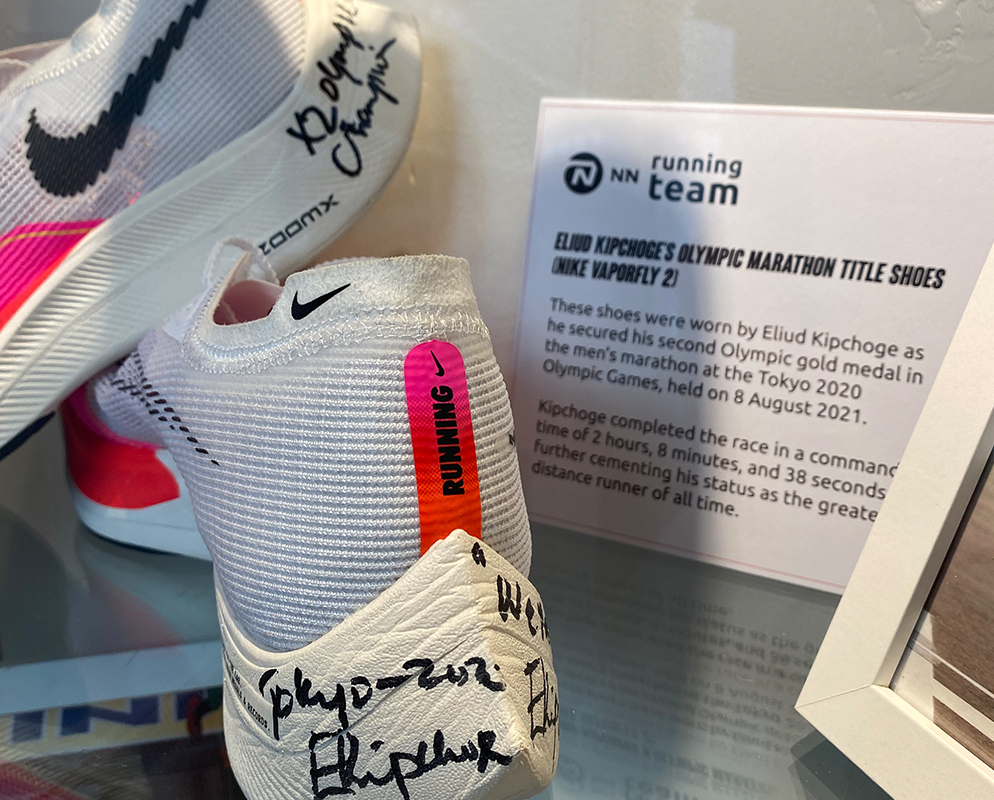 X2 Olympic
Champion
ZOOMX
RUNNING
Tokyo-202
EKipchoge
NN running
team
ELIUD KIPCHOGE'S OLYMPIC MARATHON TITLE SHOES
(NIKE VAPORFLY 2)
These shoes were worn by Eliud Kipchoge as
he secured his second Olympic gold medal in
the men's marathon at the Tokyo 2020
Olympic Games, held on 8 August 2021.
Kipchoge completed the race in a command
time of 2 hours, 8 minutes, and 38 seconds
further cementing his status as the greate
distance runner of all time.